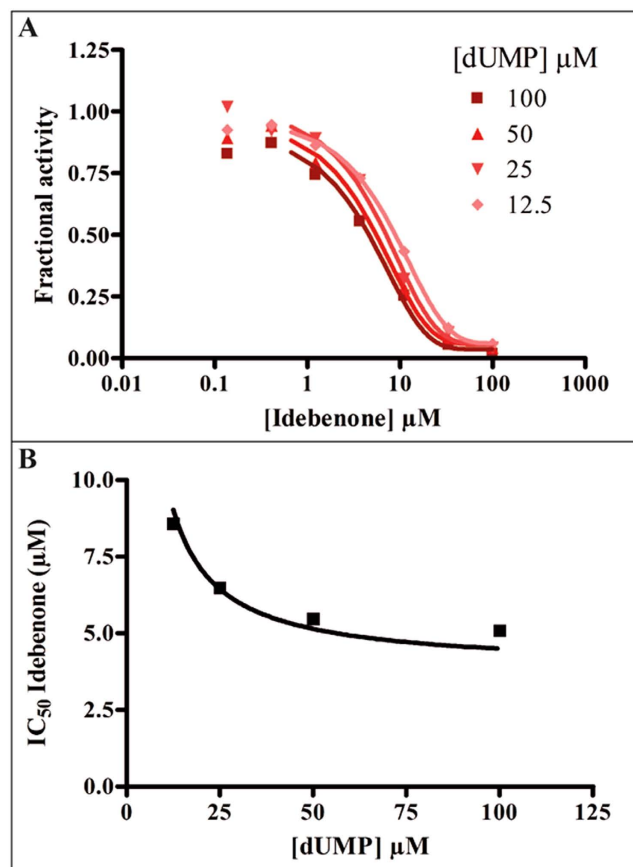 A
[dUMP] µM
100
50
25
12.5
Fractional activity
1.25
1.00
0.75
0.50
0.25
0.00
0.01 0.1 1 10 100 1000
[Idebenone] µM
B
IC50 Idebenone (µM)
10.0
7.5
5.0
2.5
0.0
0 25 50 75 100 125
[dUMP] µM